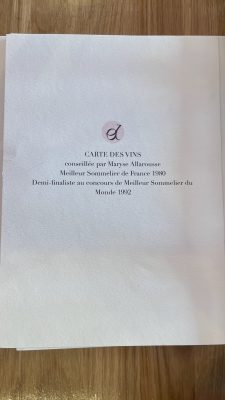 CARTE DES VINS
conseillée par Maryse Allarousse
Meilleur Sommelier de France 1980
Demi-finaliste au concours de Meilleur Sommelier du
Monde 1992